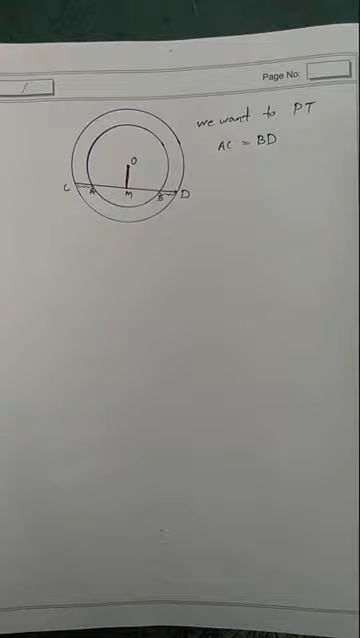 Page No:
we want to PT
AC = BD
O
C A M B D